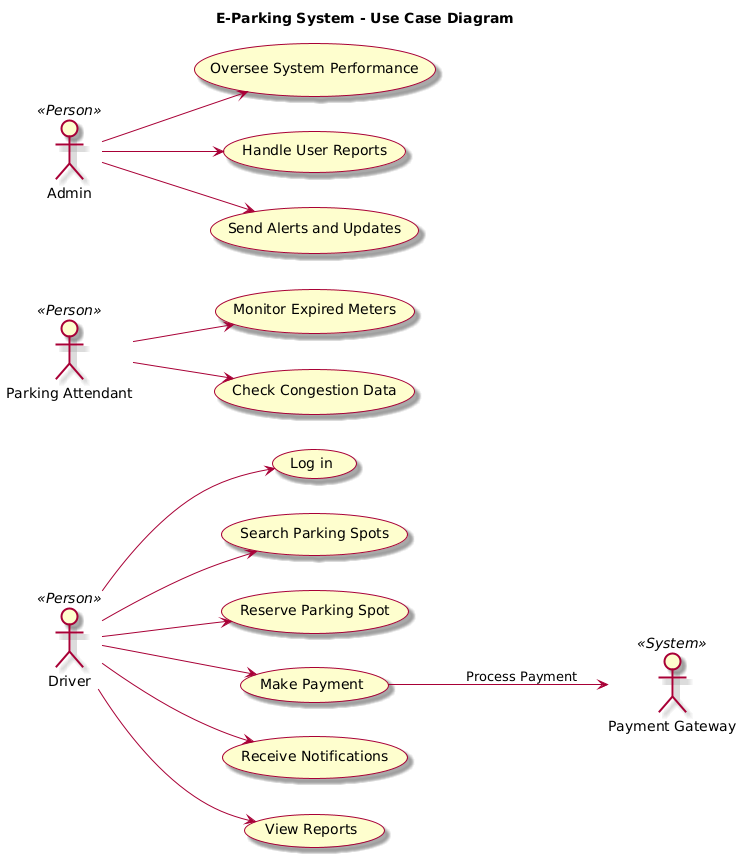 E-Parking System - Use Case Diagram
Oversee System Performance
«Person»
Admin
Handle User Reports
Send Alerts and Updates
Monitor Expired Meters
«Person»
Parking Attendant
Check Congestion Data
Log in
Search Parking Spots
«Person»
Driver
Reserve Parking Spot
Make Payment
Process Payment
«System»
Payment Gateway
Receive Notifications
View Reports